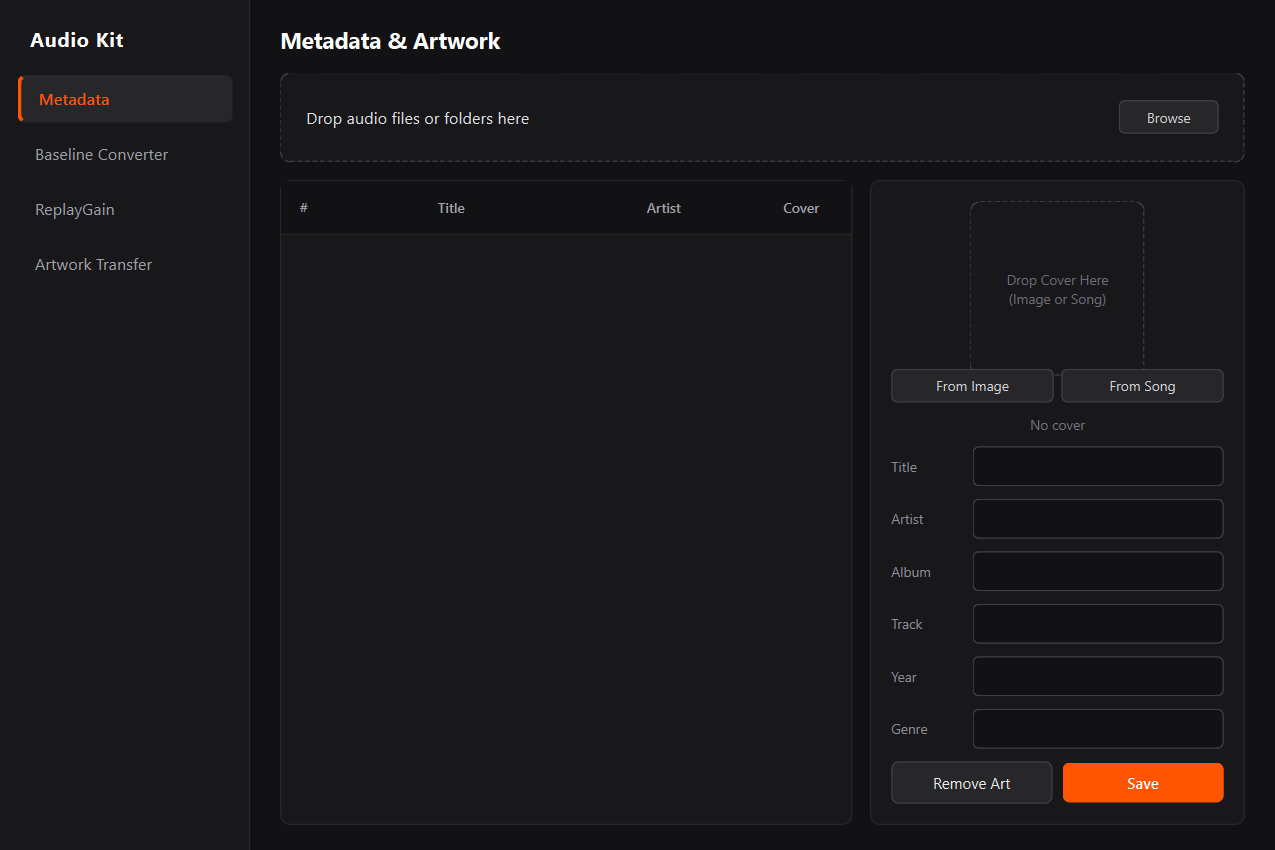 Audio Kit
Metadata
Baseline Converter
ReplayGain
Artwork Transfer
Metadata & Artwork
Drop audio files or folders here
Browse
# Title Artist Cover
Drop Cover Here
(Image or Song)
From Image From Song
No cover
Title
Artist
Album
Track
Year
Genre
Remove Art Save